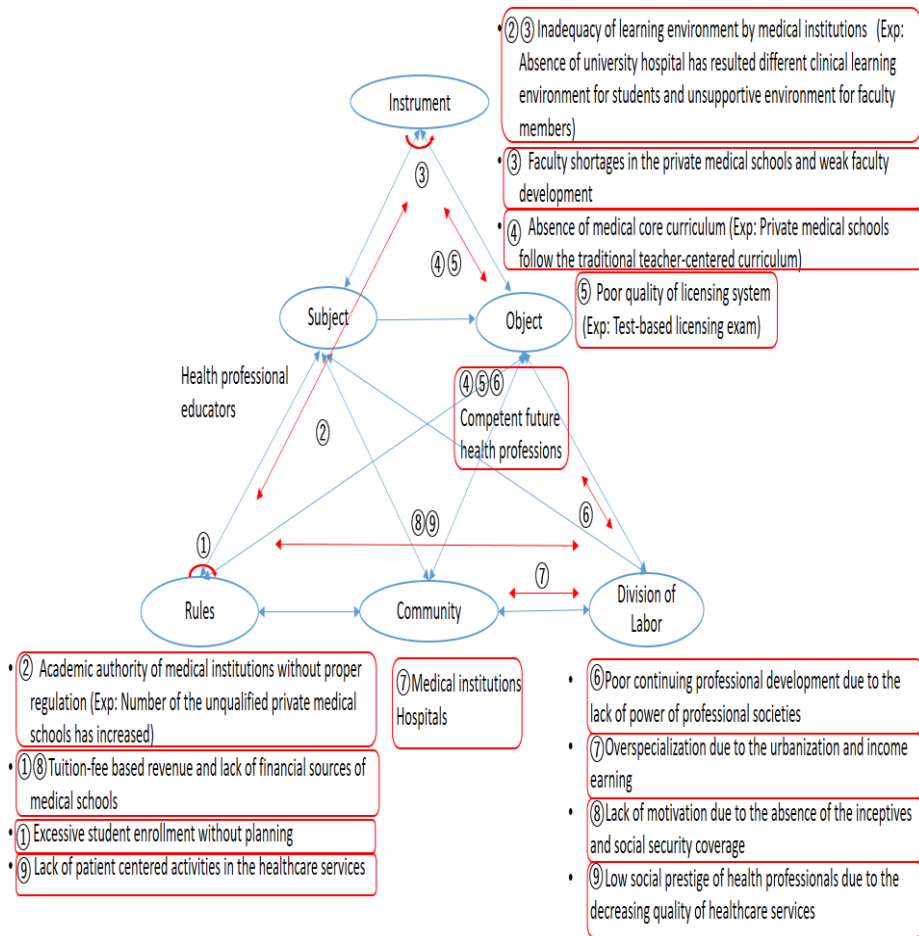 • ②③ Inadequacy of learning environment by medical institutions (Exp:
Absence of university hospital has resulted different clinical learning
environment for students and unsupportive environment for faculty
members)
Instrument
③
• ③ Faculty shortages in the private medical schools and weak faculty
development
• ④ Absence of medical core curriculum (Exp: Private medical schools
follow the traditional teacher-centered curriculum)
④⑤
⑤ Poor quality of licensing system
(Exp: Test-based licensing exam)
Subject
Object
Health professional
educators
④⑤⑥
Competent future
health professions
②
⑥
⑧⑨
①
⑦
Rules
Community
Division of
Labor
• ② Academic authority of medical institutions without proper
regulation (Exp: Number of the unqualified private medical
schools has increased)
• ①⑧Tuition-fee based revenue and lack of financial sources of
medical schools
• ①Excessive student enrollment without planning
• ⑨ Lack of patient centered activities in the healthcare services
⑦Medical institutions
Hospitals
• ⑥Poor continuing professional development due to the
lack of power of professional societies
• ⑦Overspecialization due to the urbanization and income
earning
• ⑧Lack of motivation due to the absence of the inceptives
and social security coverage
• ⑨Low social prestige of health professionals due to the
decreasing quality of healthcare services